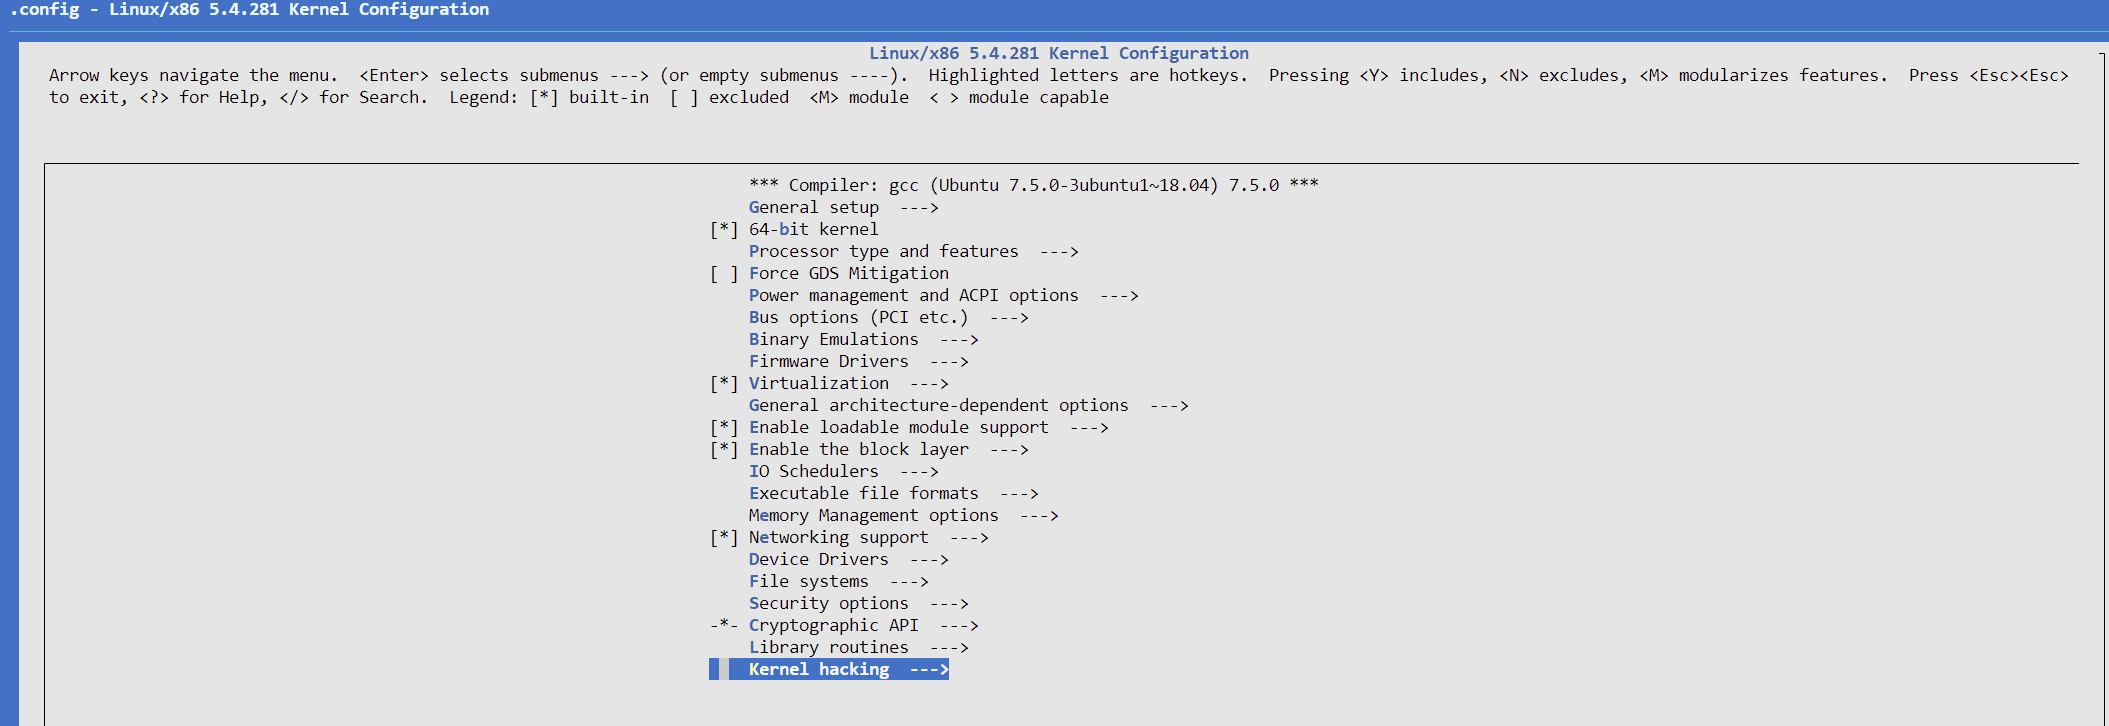 .config - Linux/x86 5.4.281 Kernel Configuration
Linux/x86 5.4.281 Kernel Configuration
Arrow keys navigate the menu.  <Enter> selects submenus ---> (or empty submenus ----).  Highlighted letters are hotkeys.  Pressing <Y> includes, <N> excludes, <M> modularizes features.  Press <Esc><Esc>
to exit, <?> for Help, </> for Search.  Legend: [*] built-in  [ ] excluded  <M> module  < > module capable
*** Compiler: gcc (Ubuntu 7.5.0-3ubuntu1~18.04) 7.5.0 ***
General setup  --->
[*] 64-bit kernel
Processor type and features  --->
[ ] Force GDS Mitigation
Power management and ACPI options  --->
Bus options (PCI etc.)  --->
Binary Emulations  --->
Firmware Drivers  --->
[*] Virtualization  --->
General architecture-dependent options  --->
[*] Enable loadable module support  --->
[*] Enable the block layer  --->
IO Schedulers  --->
Executable file formats  --->
Memory Management options  --->
[*] Networking support  --->
Device Drivers  --->
File systems  --->
Security options  --->
-*- Cryptographic API  --->
Library routines  --->
Kernel hacking  --->